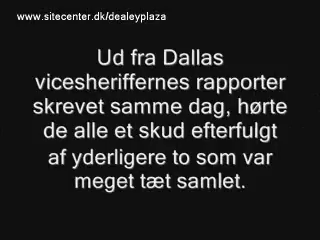 www.sitecenter.dk/dealeyplaza
Ud fra Dallas
vicesheriffernes rapporter
skrevet samme dag, hørte
de alle et skud efterfulgt
af yderligere to som var
meget tæt samlet.